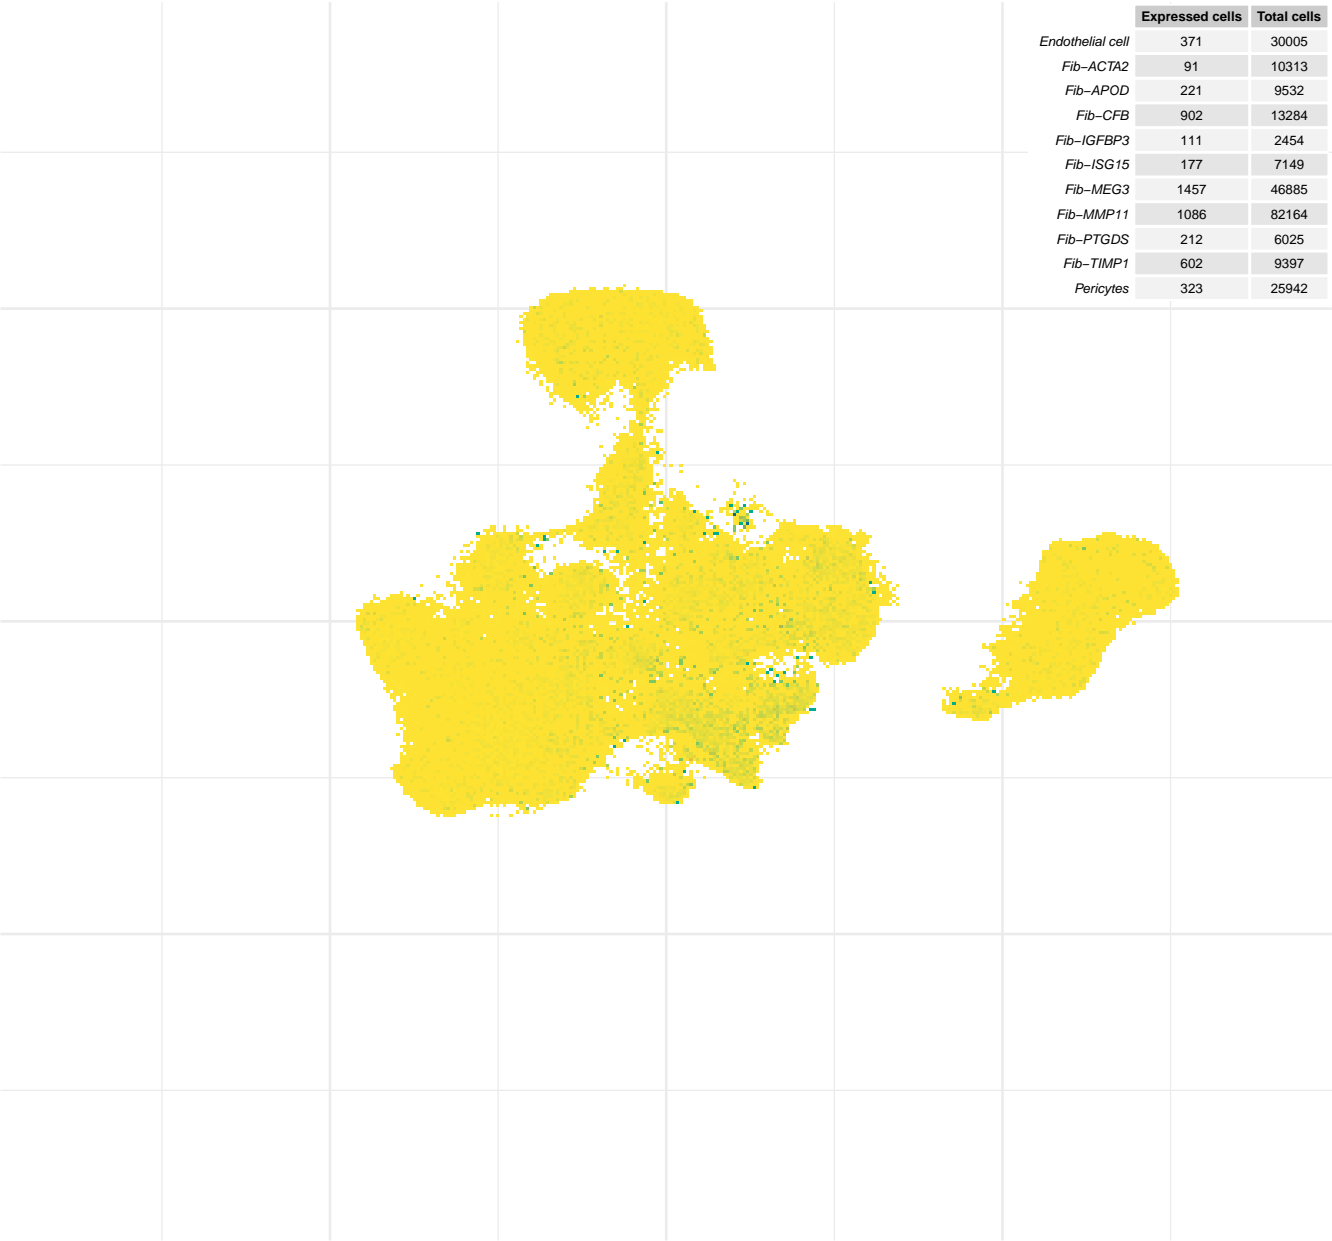 Expressed cells Total cells
Endothelial cell 371 30005
Fib−ACTA2 91 10313
Fib−APOD 221 9532
Fib−CFB 902 13284
Fib−IGFBP3 111 2454
Fib−ISG15 177 7149
Fib−MEG3 1457 46885
Fib−MMP11 1086 82164
Fib−PTGDS 212 6025
Fib−TIMP1 602 9397
Pericytes 323 25942